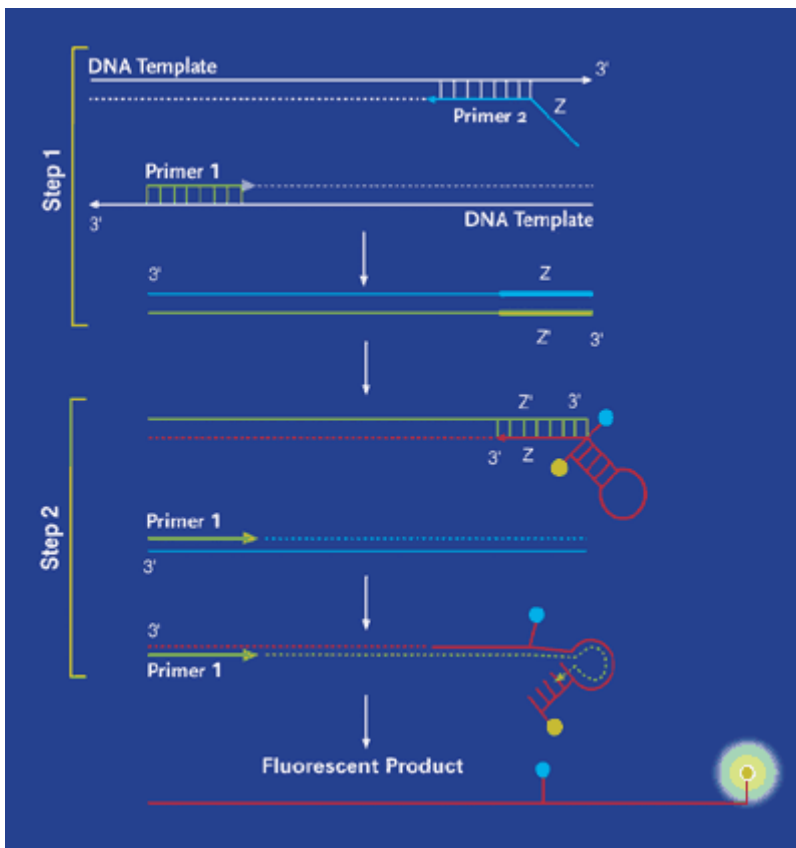 DNA Template
3'
Primer 2
Z
Step 1
Primer 1
3'
DNA Template
3'
Z
Z'
3'
Step 2
Z'
3'
3'
Z
Primer 1
3'
3'
Primer 1
Fluorescent Product